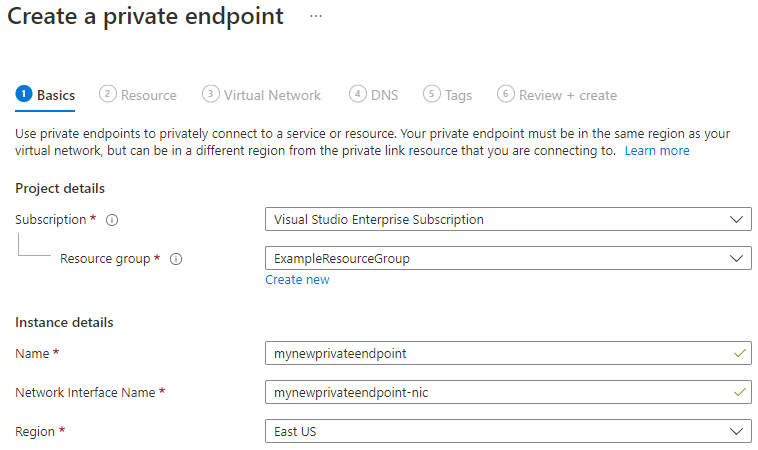 Create a private endpoint ...
1 Basics 2 Resource 3 Virtual Network 4 DNS 5 Tags 6 Review + create
Use private endpoints to privately connect to a service or resource. Your private endpoint must be in the same region as your
virtual network, but can be in a different region from the private link resource that you are connecting to. Learn more
Project details
Subscription * i Visual Studio Enterprise Subscription
Resource group * i ExampleResourceGroup
Create new
Instance details
Name * mynewprivateendpoint
Network Interface Name * mynewprivateendpoint-nic
Region * East US